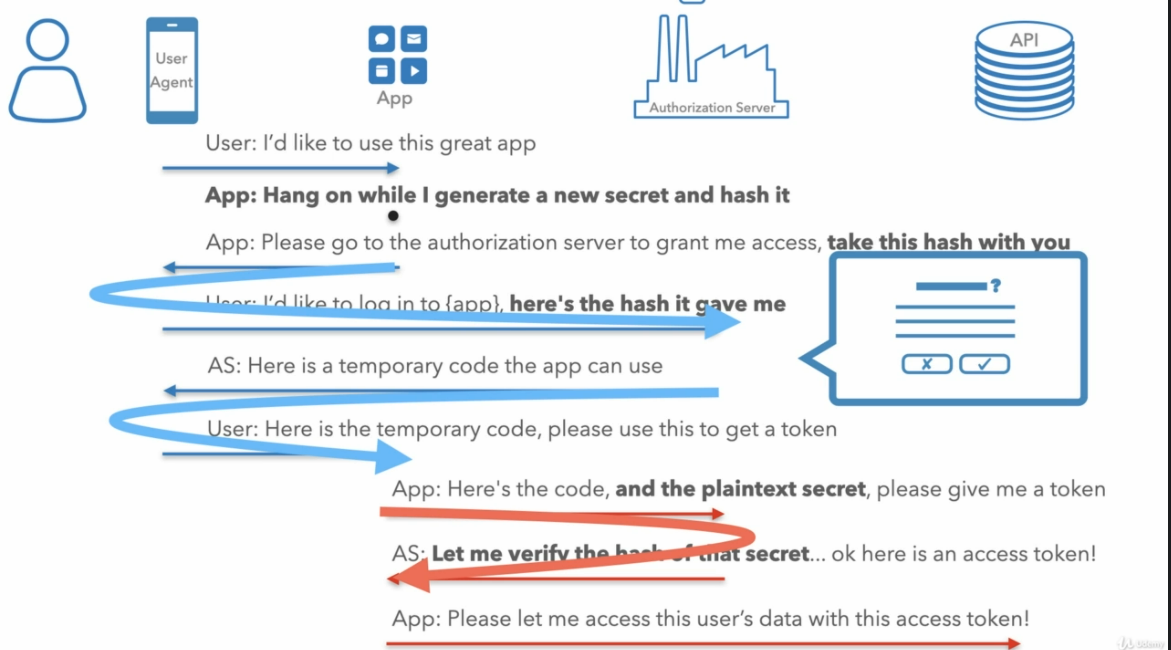 User
Agent
App
Authorization Server
API
User: I'd like to use this great app
App: Hang on while I generate a new secret and hash it
App: Please go to the authorization server to grant me access, take this hash with you
?
User: I'd like to log in to {app}, here's the hash it gave me
AS: Here is a temporary code the app can use
User: Here is the temporary code, please use this to get a token
App: Here's the code, and the plaintext secret, please give me a token
AS: Let me verify the hash of that secret... ok here is an access token!
App: Please let me access this user's data with this access token!
Udemy